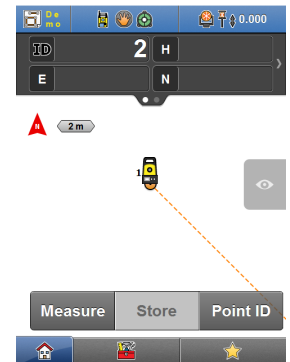 De
mo
0.000
ID 2 H
E N
N
2 m
1
Measure Store Point ID